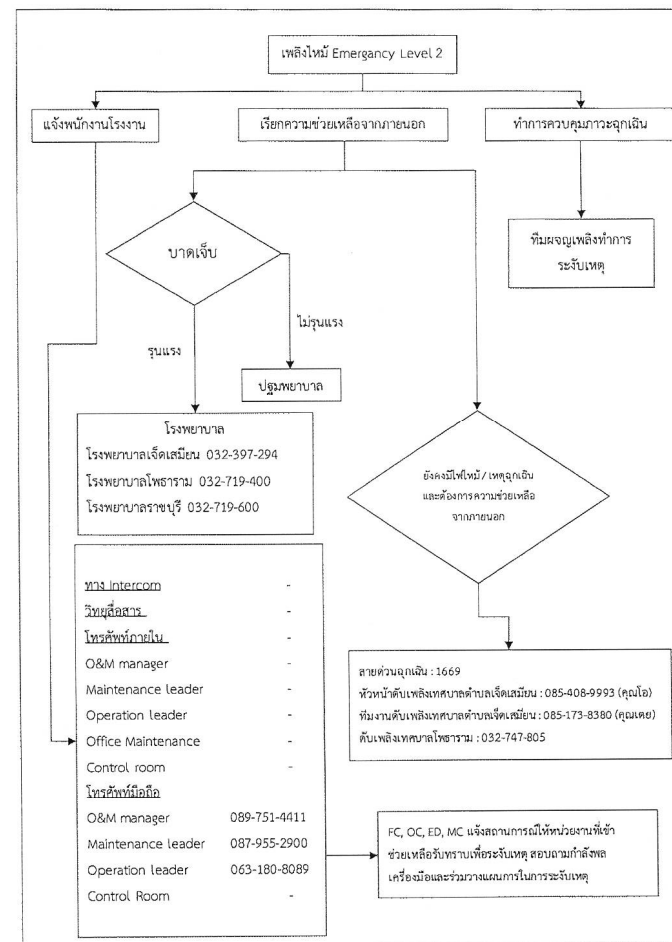 เพลิงไหม้ Emergancy Level 2
แจ้งพนักงานโรงงาน
เรียกความช่วยเหลือจากภายนอก
ทำการควบคุมภาวะฉุกเฉิน
บาดเจ็บ
ทีมผจญเพลิงทำการ
ระงับเหตุ
ไม่รุนแรง
รุนแรง
ปฐมพยาบาล
โรงพยาบาล
โรงพยาบาลเจ็ดเสมียน 032-397-294
โรงพยาบาลโพธาราม 032-719-400
โรงพยาบาลราชบุรี 032-719-600
ยังคงมีไฟไหม้ / เหตุฉุกเฉิน
และต้องการความช่วยเหลือ
จากภายนอก
ทาง Intercom -
วิทยุสื่อสาร -
โทรศัพท์ภายใน -
O&M manager -
Maintenance leader -
Operation leader -
Office Maintenance -
Control room -
โทรศัพท์มือถือ
O&M manager 089-751-4411
Maintenance leader 087-955-2900
Operation leader 063-180-8089
Control Room -
สายด่วนฉุกเฉิน : 1669
หัวหน้าดับเพลิงเทศบาลตำบลเจ็ดเสมียน : 085-408-9993 (คุณโอ)
ทีมงานดับเพลิงเทศบาลตำบลเจ็ดเสมียน : 085-173-8380 (คุณเตย)
ดับเพลิงเทศบาลโพธาราม : 032-747-805
FC, OC, ED, MC แจ้งสถานการณ์ให้หน่วยงานที่เข้า
ช่วยเหลือรับทราบเพื่อระงับเหตุ สอบถามกำลังพล
เครื่องมือและร่วมวางแผนการในการระงับเหตุ